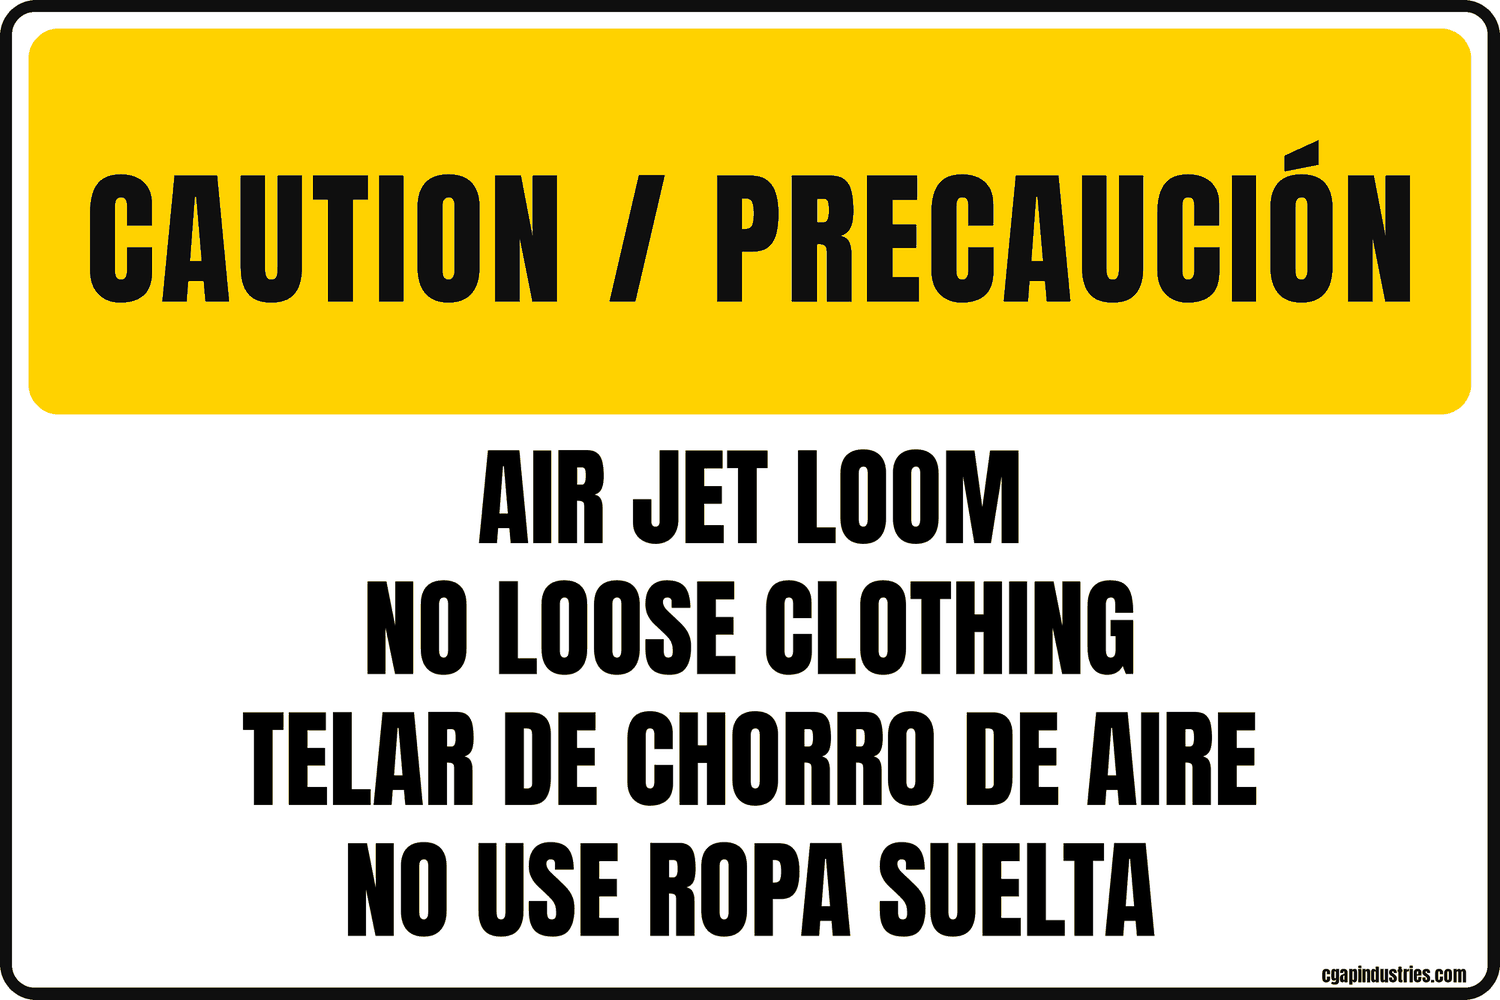 CAUTION / PRECAUCIÓN
AIR JET LOOM
NO LOOSE CLOTHING
TELAR DE CHORRO DE AIRE
NO USE ROPA SUELTA
cgapindustries.com